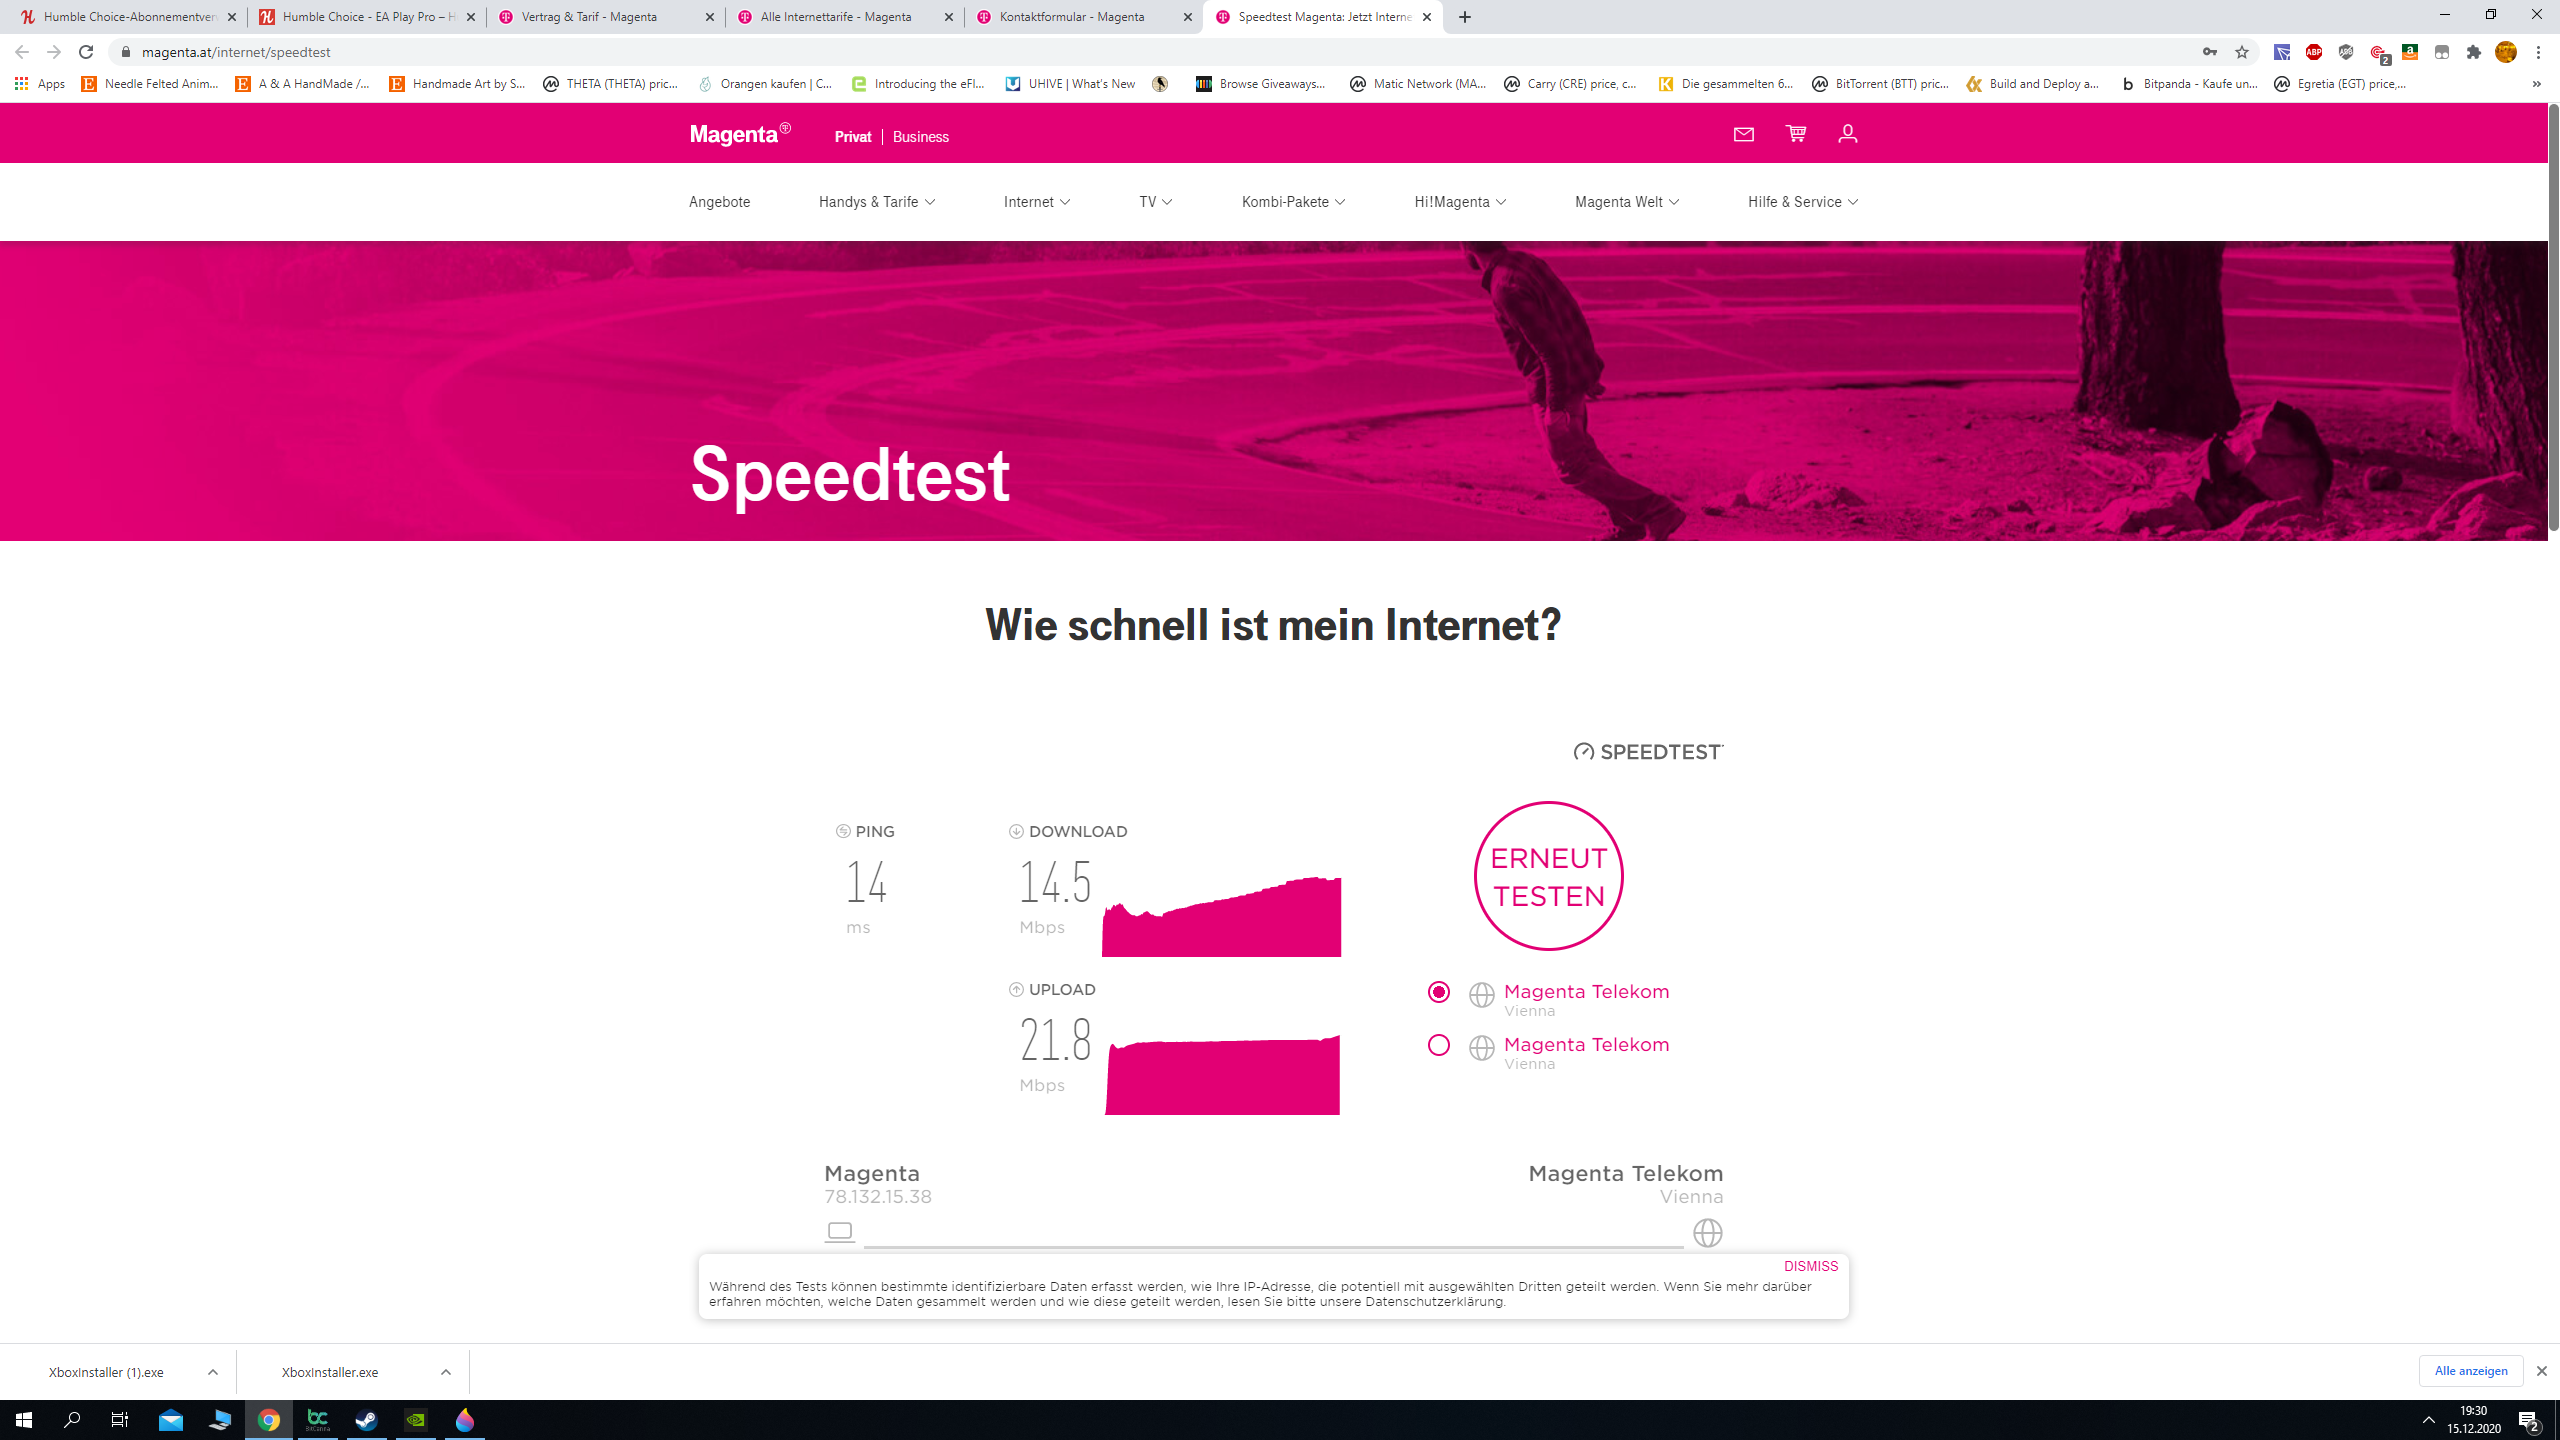 Humble Choice-Abonnementver
Humble Choice - EA Play Pro – H
Vertrag & Tarif - Magenta
Alle Internettarife - Magenta
Kontaktformular - Magenta
Speedtest Magenta: Jetzt Interne
magenta.at/internet/speedtest
ABP
2
Apps
Needle Felted Anim...
A & A HandMade /...
Handmade Art by S...
THETA (THETA) pric...
Orangen kaufen | C...
Introducing the eFl...
UHIVE | What's New
Browse Giveaways...
Matic Network (MA...
Carry (CRE) price, c...
Die gesammelten 6...
BitTorrent (BTT) pric...
Build and Deploy a...
Bitpanda - Kaufe un...
Egretia (EGT) price,...
»
Magenta
Privat | Business
Angebote
Handys & Tarife
Internet
TV
Kombi-Pakete
Hi!Magenta
Magenta Welt
Hilfe & Service
Speedtest
Wie schnell ist mein Internet?
SPEEDTEST
PING
14
ms
DOWNLOAD
14.5
Mbps
ERNEUT
TESTEN
UPLOAD
21.8
Mbps
Magenta Telekom
Vienna
Magenta Telekom
Vienna
Magenta
78.132.15.38
Magenta Telekom
Vienna
DISMISS
Während des Tests können bestimmte identifizierbare Daten erfasst werden, wie Ihre IP-Adresse, die potentiell mit ausgewählten Dritten geteilt werden. Wenn Sie mehr darüber
erfahren möchten, welche Daten gesammelt werden und wie diese geteilt werden, lesen Sie bitte unsere Datenschutzerklärung.
XboxInstaller (1).exe
XboxInstaller.exe
Alle anzeigen
bc
BitCanna
19:30
15.12.2020
2